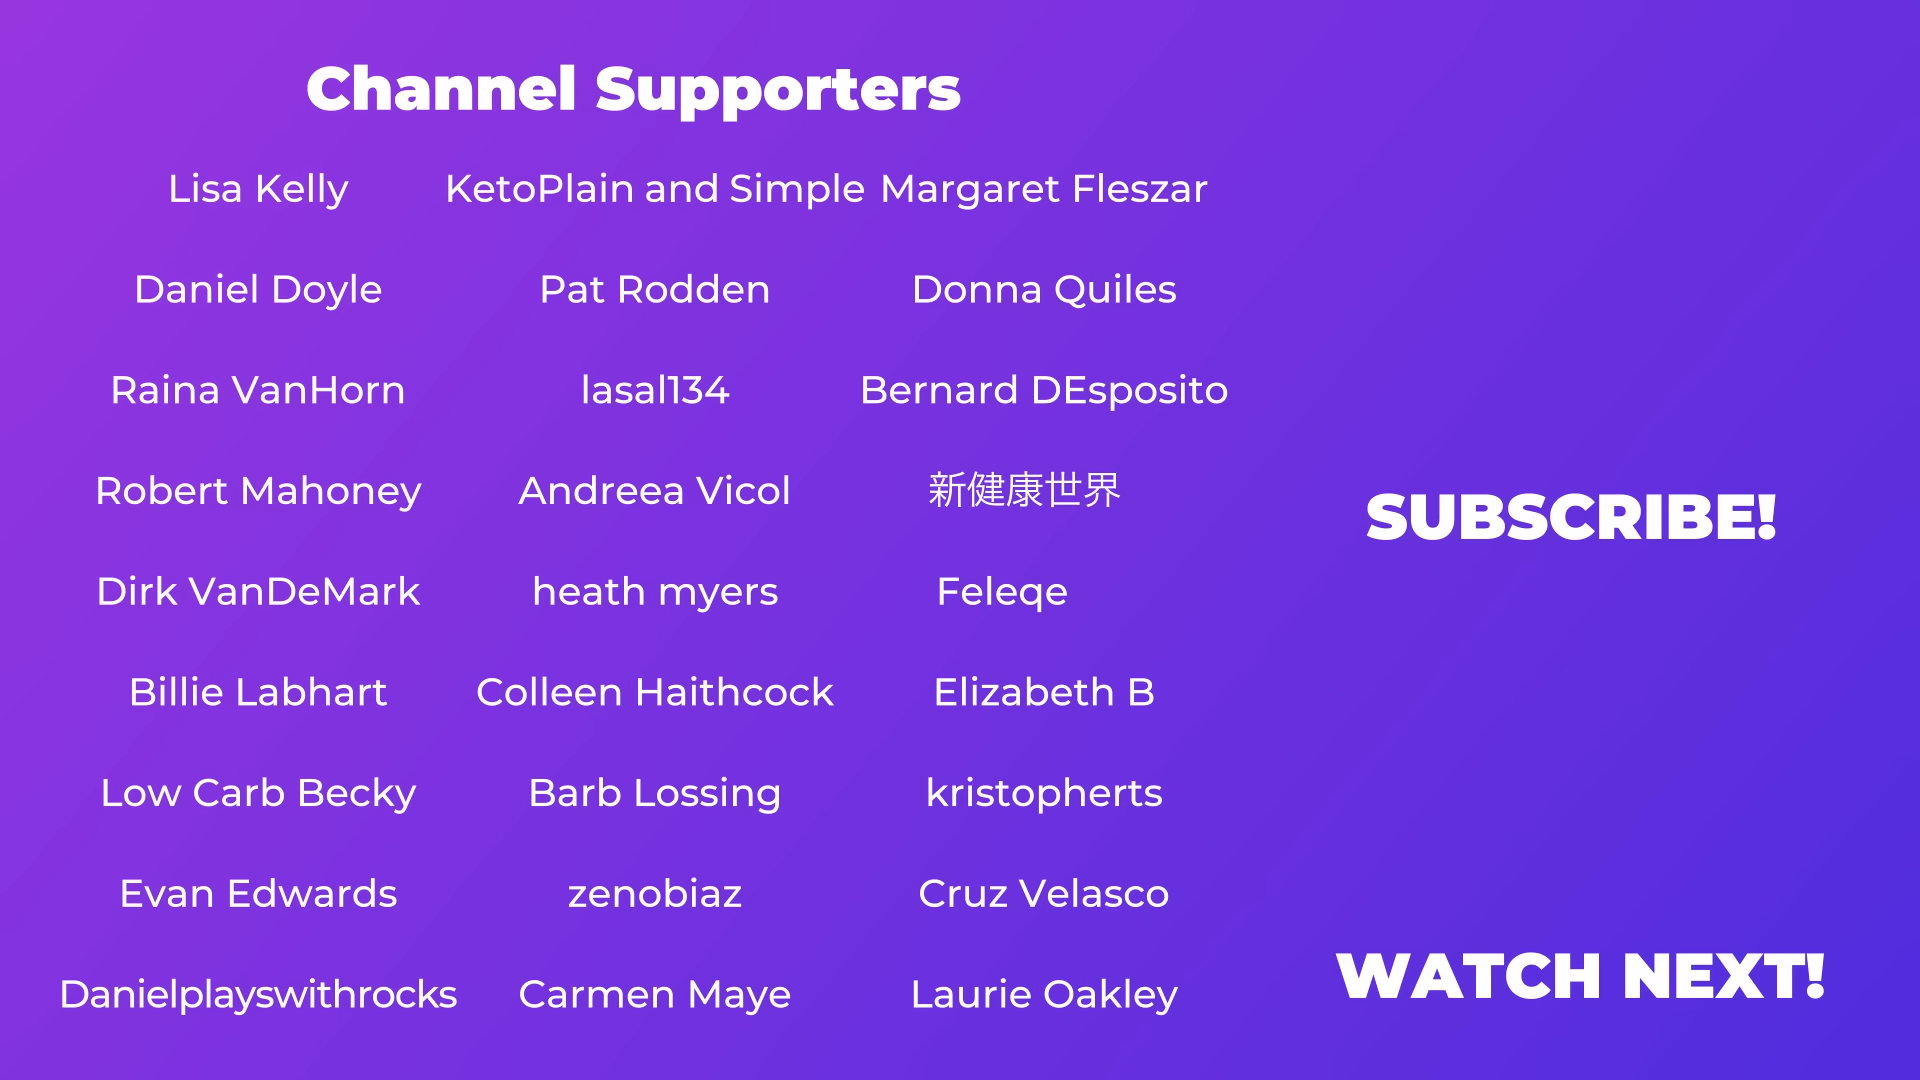 Channel Supporters
Lisa Kelly KetoPlain and Simple Margaret Fleszar
Daniel Doyle Pat Rodden Donna Quiles
Raina VanHorn lasal134 Bernard DEsposito
Robert Mahoney Andreea Vicol 新健康世界
SUBSCRIBE!
Dirk VanDeMark heath myers Feleqe
Billie Labhart Colleen Haithcock Elizabeth B
Low Carb Becky Barb Lossing kristopherts
Evan Edwards zenobiaz Cruz Velasco
Danielplayswithrocks Carmen Maye Laurie Oakley
WATCH NEXT!